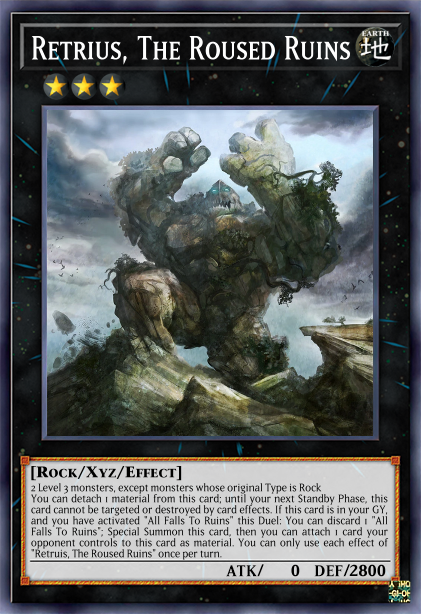 Retrius, The Roused Ruins
EARTH
地
[Rock/Xyz/Effect]
2 Level 3 monsters, except monsters whose original Type is Rock
You can detach 1 material from this card; until your next Standby Phase, this
card cannot be targeted or destroyed by card effects. If this card is in your GY,
and you have activated "All Falls To Ruins" this Duel: You can discard 1 "All
Falls To Ruins"; Special Summon this card, then you can attach 1 card your
opponent controls to this card as material. You can only use each effect of
"Retruis, The Roused Ruins" once per turn.
ATK/ 0 DEF/2800